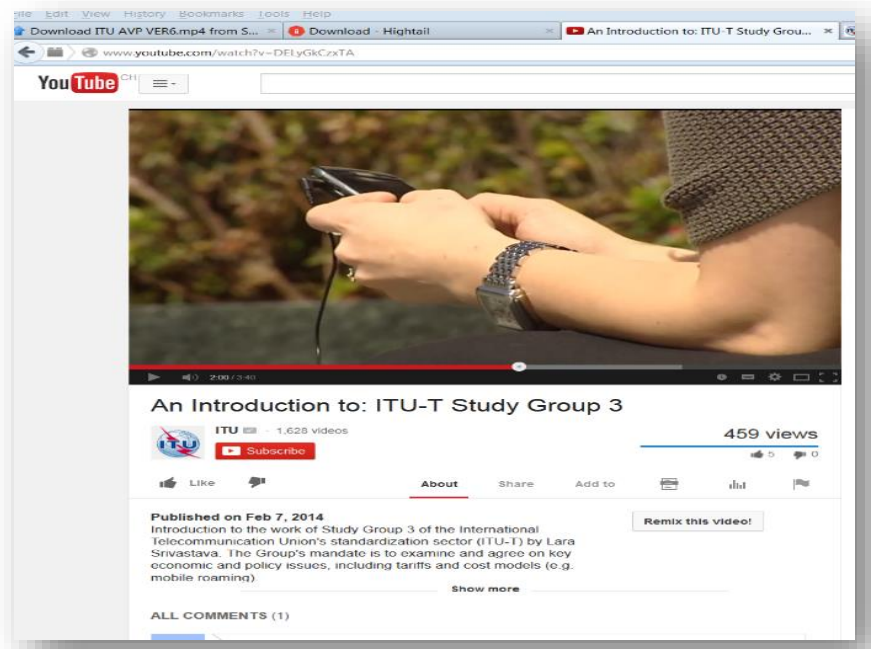 File Edit View History Bookmarks Tools Help
Download ITU AVP VER6.mp4 from S... × Download - Hightail × An Introduction to: ITU-T Study Grou... ×
www.youtube.com/watch?v=DELyGkCzxTA
YouTube CH
2:00 / 3:40
An Introduction to: ITU-T Study Group 3
ITU
ITU · 1,628 videos
Subscribe
459 views
5 0
Like
About Share Add to
Published on Feb 7, 2014
Introduction to the work of Study Group 3 of the International
Telecommunication Union's standardization sector (ITU-T) by Lara
Srivastava. The Group's mandate is to examine and agree on key
economic and policy issues, including tariffs and cost models (e.g.
mobile roaming)
Remix this video!
Show more
ALL COMMENTS (1)